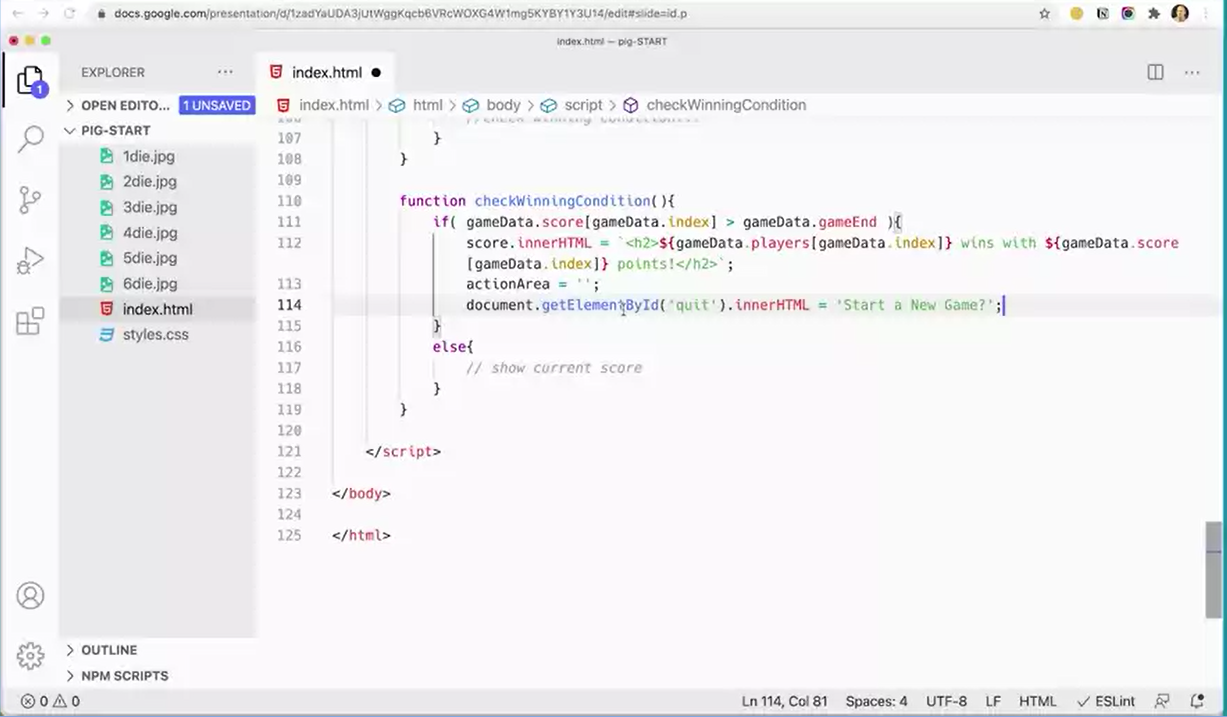 docs.google.com/presentation/d/1zadYaUDA3jUtWggKqcb6VRcWOXG4W1mg5KYBY1Y3U14/edit#slide=id.p
index.html — pig-START
EXPLORER
index.html
OPEN EDITO... 1 UNSAVED
index.html > html > body > script > checkWinningCondition
PIG-START
1
1die.jpg
2die.jpg
3die.jpg
4die.jpg
5die.jpg
6die.jpg
index.html
styles.css
106 //check winning condition...
107 }
108 }
109
110 function checkWinningCondition(){
111 if( gameData.score[gameData.index] > gameData.gameEnd ){
112 score.innerHTML = `<h2>${gameData.players[gameData.index]} wins with ${gameData.score
[gameData.index]} points!</h2>`;
113 actionArea = '';
114 document.getElementById('quit').innerHTML = 'Start a New Game?';
115 }
116 else{
117 // show current score
118 }
119 }
120
121 </script>
122
123 </body>
124
125 </html>
OUTLINE
NPM SCRIPTS
0 0
Ln 114, Col 81 Spaces: 4 UTF-8 LF HTML ESLint